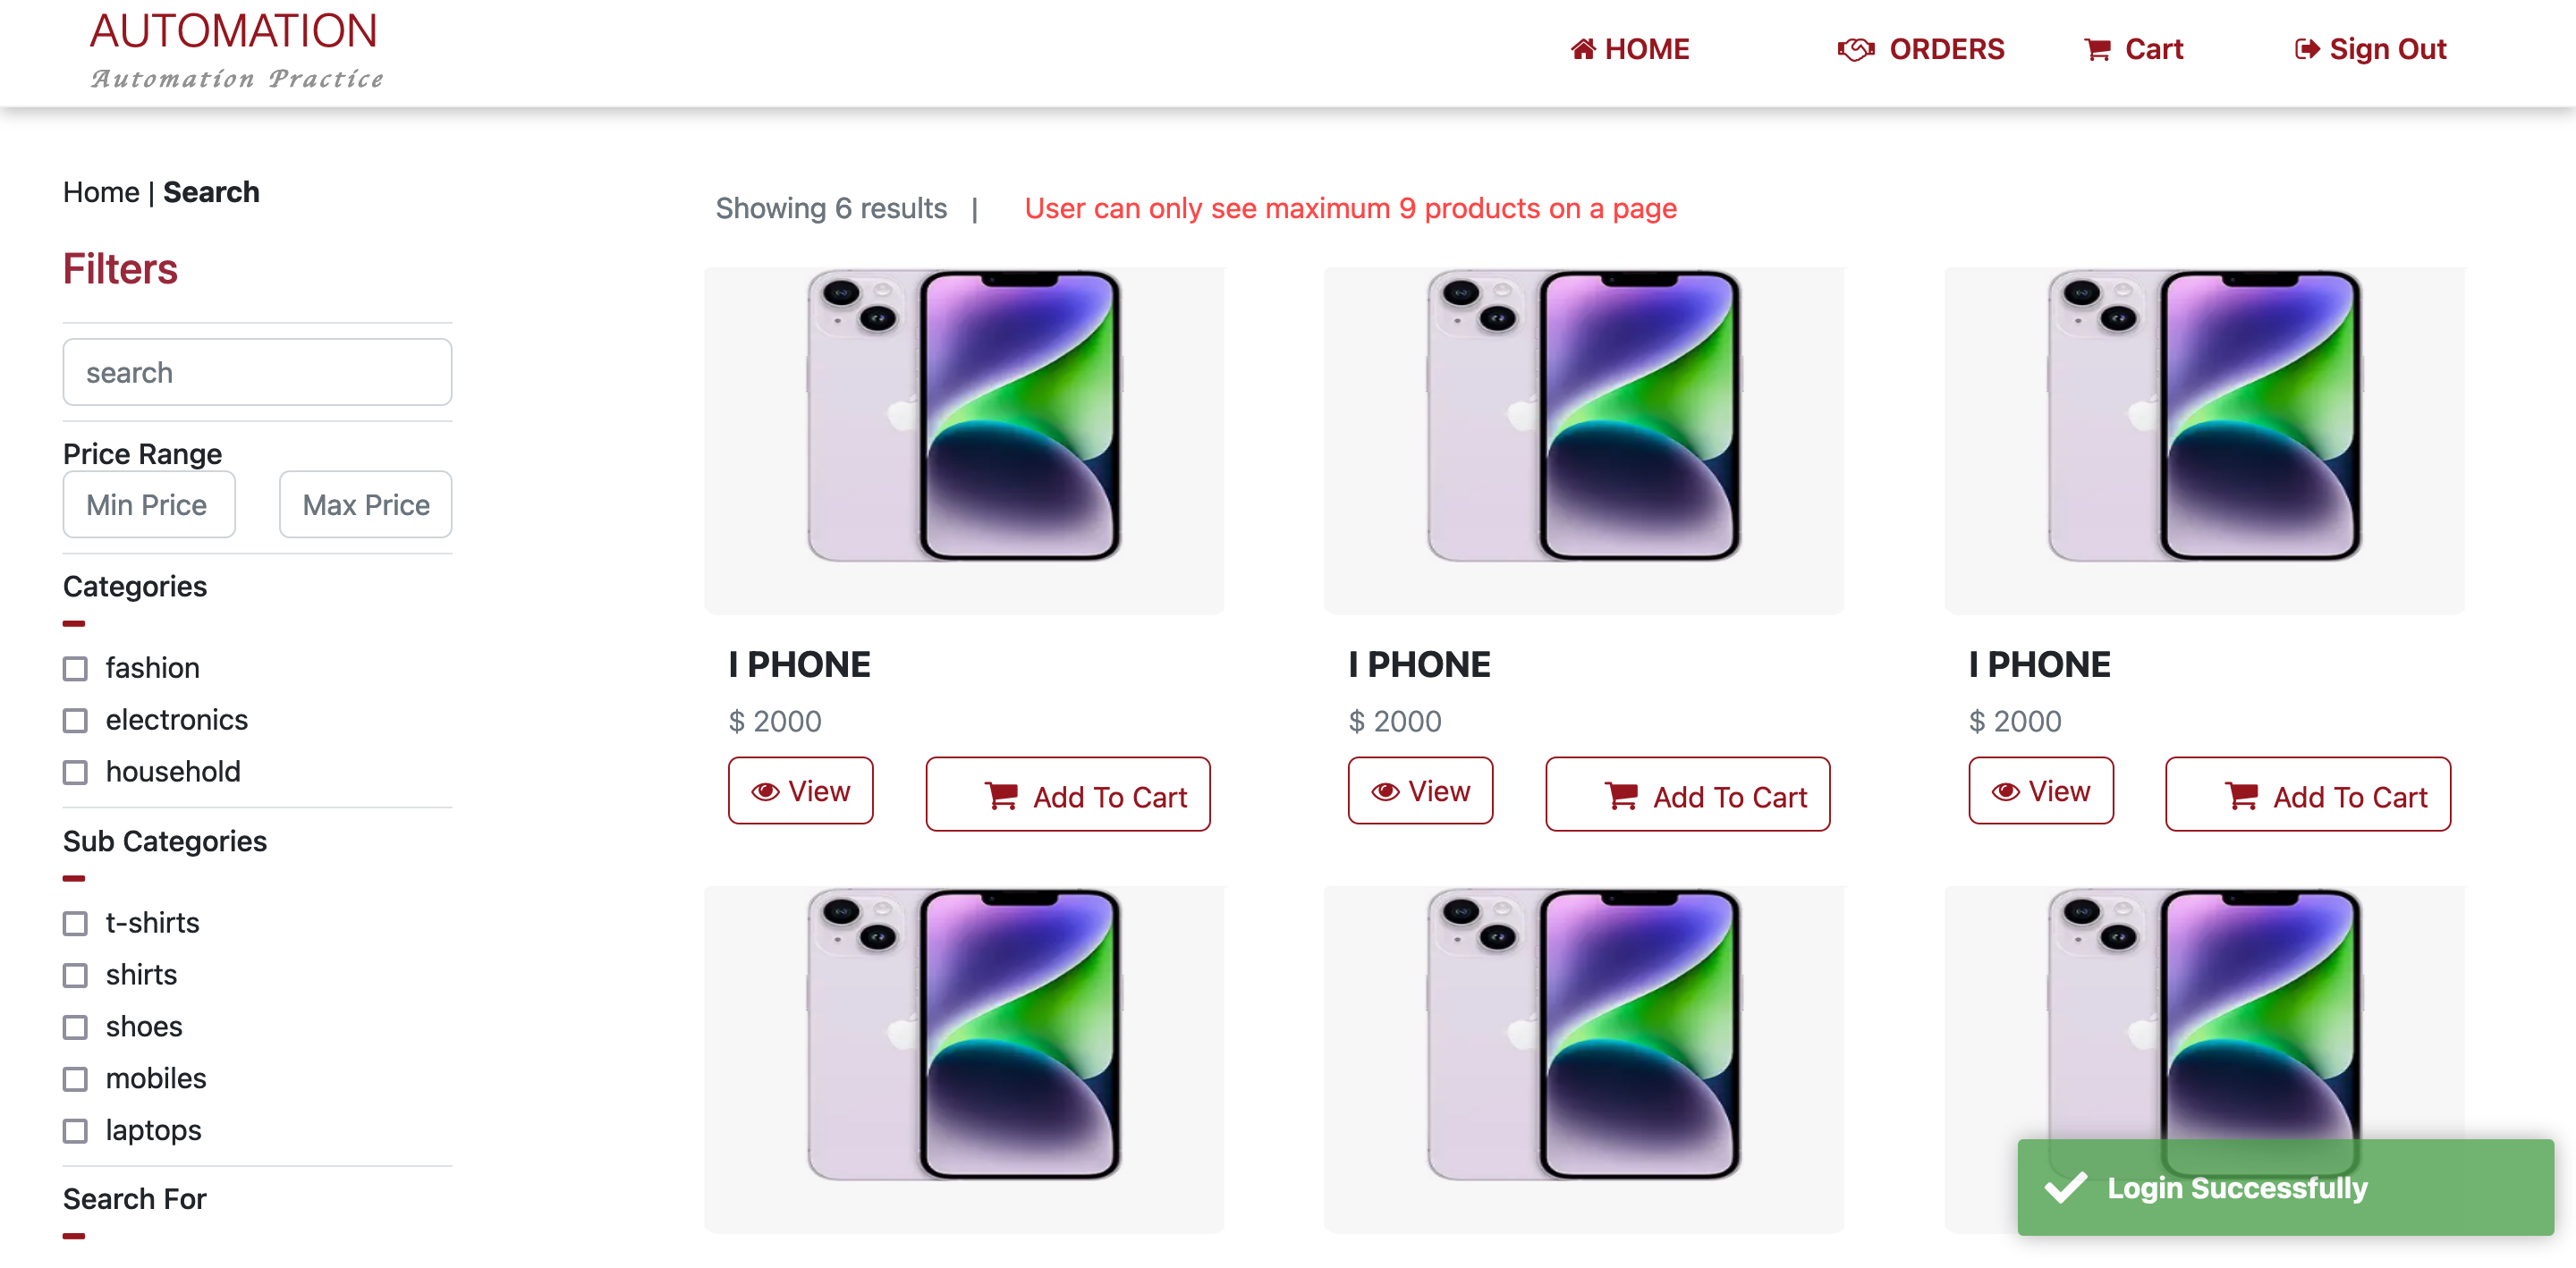 AUTOMATION
Automation Practice
HOME ORDERS Cart Sign Out
Home | Search
Showing 6 results | User can only see maximum 9 products on a page
Filters
search
Price Range
Min Price Max Price
Categories
fashion
electronics
household
Sub Categories
t-shirts
shirts
shoes
mobiles
laptops
Search For
I PHONE
$ 2000
View Add To Cart
I PHONE
$ 2000
View Add To Cart
I PHONE
$ 2000
View Add To Cart
Login Successfully